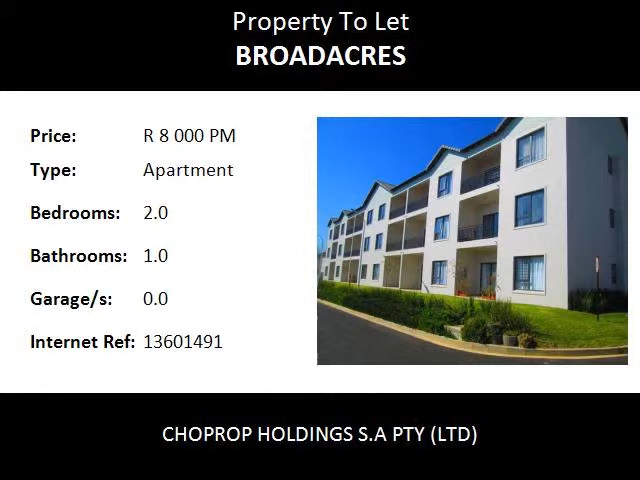 Property To Let
BROADACRES
Price: R 8 000 PM
Type: Apartment
Bedrooms: 2.0
Bathrooms: 1.0
Garage/s: 0.0
Internet Ref: 13601491
CHOPROP HOLDINGS S.A PTY (LTD)